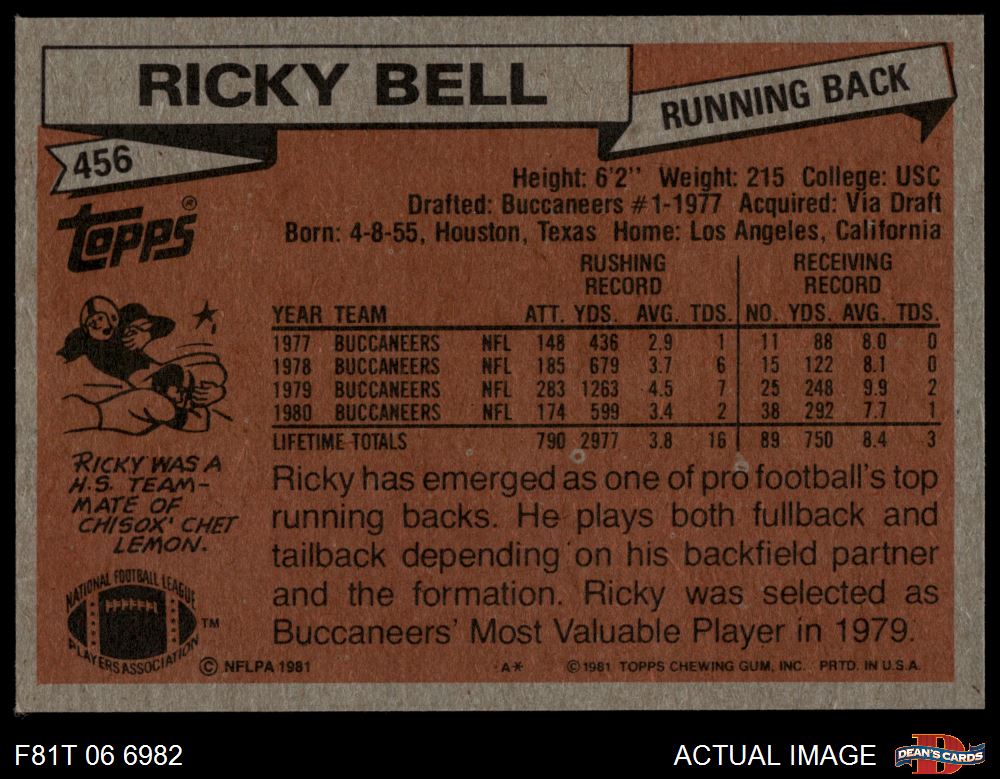 RICKY BELL
RUNNING BACK
456
TOPPS®
Height: 6'2'' Weight: 215 College: USC
Drafted: Buccaneers #1-1977 Acquired: Via Draft
Born: 4-8-55, Houston, Texas Home: Los Angeles, California
RUSHING RECORD RECEIVING RECORD
YEAR TEAM ATT. YDS. AVG. TDS. NO. YDS. AVG. TDS.
1977 BUCCANEERS NFL 148 436 2.9 1 11 88 8.0 0
1978 BUCCANEERS NFL 185 679 3.7 6 15 122 8.1 0
1979 BUCCANEERS NFL 283 1263 4.5 7 25 248 9.9 2
1980 BUCCANEERS NFL 174 599 3.4 2 38 292 7.7 1
LIFETIME TOTALS 790 2977 3.8 16 89 750 8.4 3
RICKY WAS A
H.S. TEAM-
MATE OF
CHISOX' CHET
LEMON.
Ricky has emerged as one of pro football's top
running backs. He plays both fullback and
tailback depending on his backfield partner
and the formation. Ricky was selected as
Buccaneers' Most Valuable Player in 1979.
NATIONAL FOOTBALL LEAGUE
PLAYERS ASSOCIATION
TM
© NFLPA 1981
A* © 1981 TOPPS CHEWING GUM, INC. PRTD. IN U.S.A.
F81T 06 6982
ACTUAL IMAGE
DEAN'S CARDS